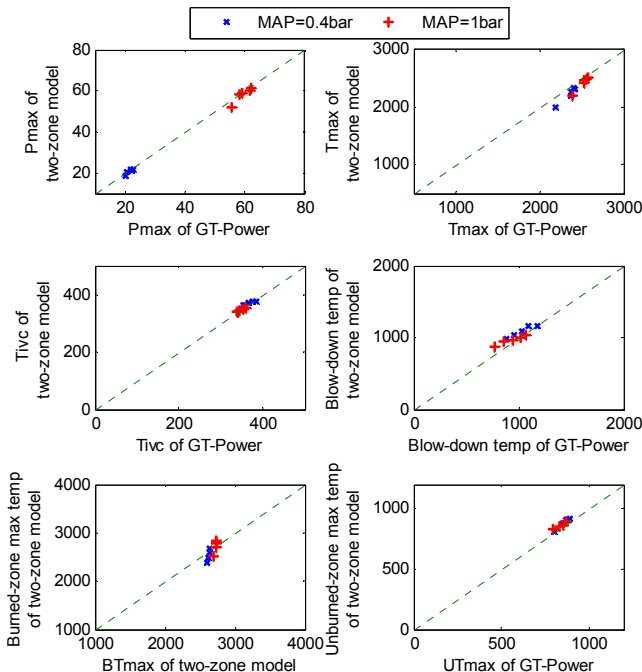 MAP=0.4bar MAP=1bar
80
60
40
20
20 40 60 80
Pmax of
two-zone model
Pmax of GT-Power
3000
2000
1000
1000 2000 3000
Tmax of
two-zone model
Tmax of GT-Power
400
200
0
0 200 400
Tivc of
two-zone model
Tivc of GT-Power
2000
1000
0
0 1000 2000
Blow-down temp of
two-zone model
Blow-down temp of GT-Power
4000
3000
2000
1000
1000 2000 3000 4000
Burned-zone max temp
of two-zone model
BTmax of two-zone model
1000
500
0
0 500 1000
Unburned-zone max temp
of two-zone model
UTmax of GT-Power